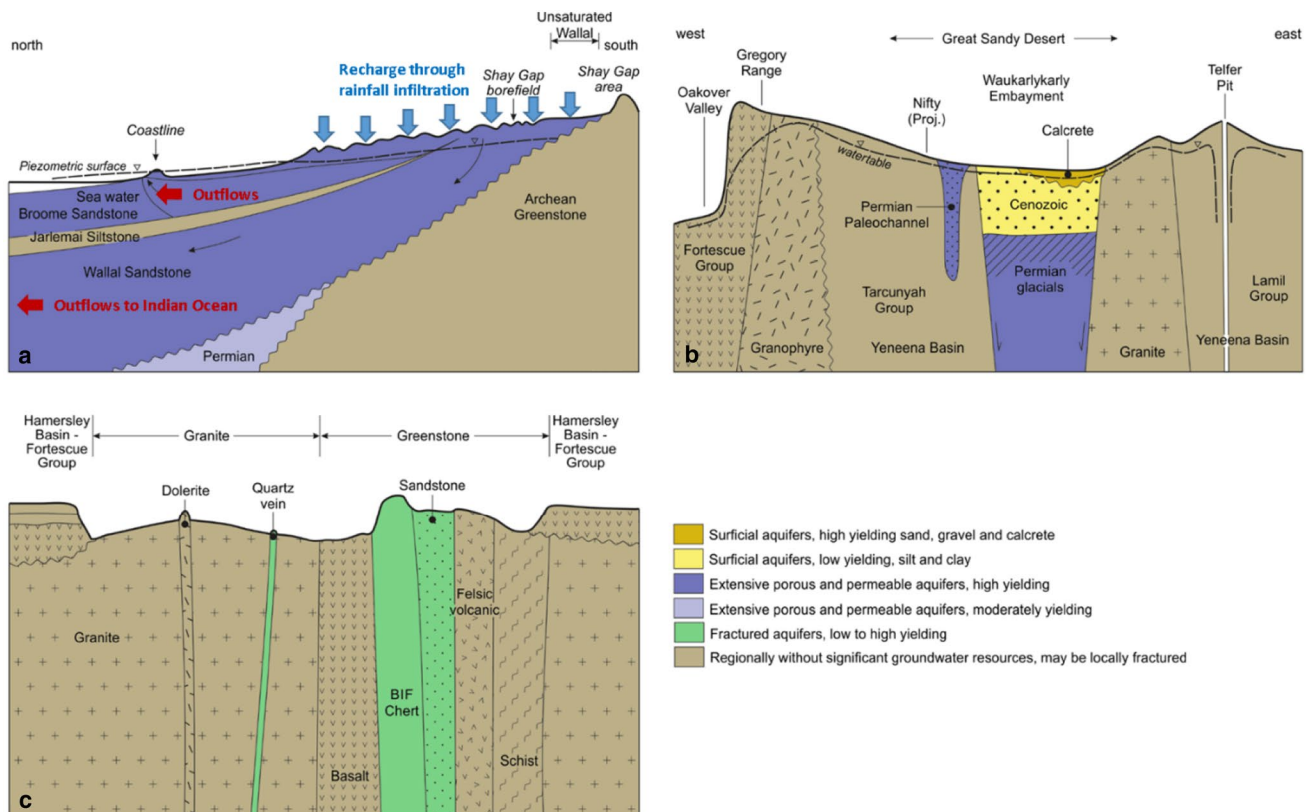 north
Unsaturated
Wallal
south
Recharge through
rainfall infiltration
Shay Gap
borefield
Shay Gap
area
Coastline
Piezometric surface
Sea water
Outflows
Broome Sandstone
Jarlemai Siltstone
Archean
Greenstone
Wallal Sandstone
Outflows to Indian Ocean
Permian
a
west
Great Sandy Desert
east
Gregory
Range
Oakover
Valley
Waukarlykarly
Embayment
Telfer
Pit
Nifty
(Proj.)
Calcrete
watertable
Cenozoic
Permian
Paleochannel
Fortescue
Group
Permian
glacials
Tarcunyah
Group
Lamil
Group
Granophyre
Yeneena Basin
Granite
Yeneena Basin
b
Hamersley
Basin -
Fortescue
Group
Granite
Greenstone
Hamersley
Basin -
Fortescue
Group
Dolerite
Quartz
vein
Sandstone
Felsic
volcanic
Granite
BIF
Chert
Basalt
Schist
c
Surficial aquifers, high yielding sand, gravel and calcrete
Surficial aquifers, low yielding, silt and clay
Extensive porous and permeable aquifers, high yielding
Extensive porous and permeable aquifers, moderately yielding
Fractured aquifers, low to high yielding
Regionally without significant groundwater resources, may be locally fractured